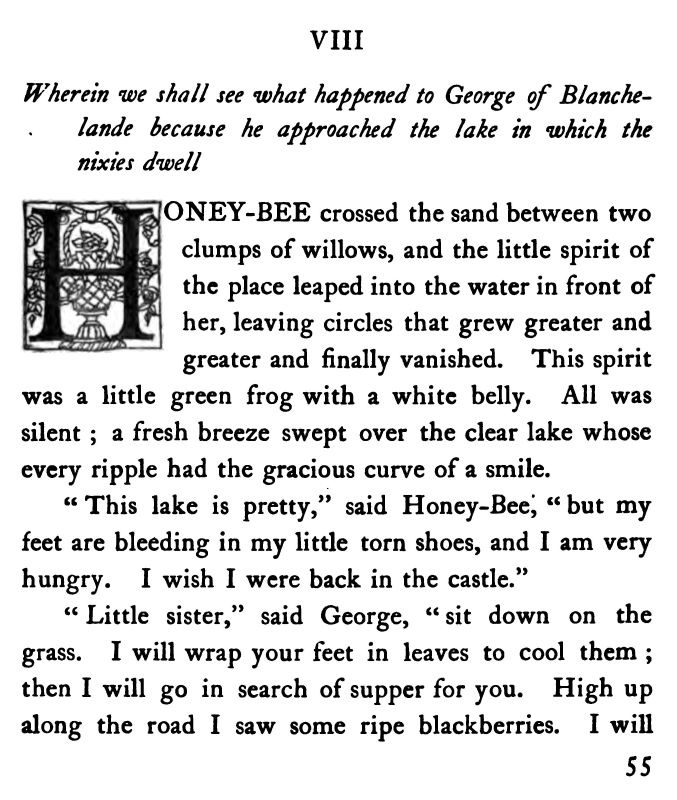 VIII
Wherein we shall see what happened to George of Blanche-
lande because he approached the lake in which the
nixies dwell
HONEY-BEE crossed the sand between two
clumps of willows, and the little spirit of
the place leaped into the water in front of
her, leaving circles that grew greater and
greater and finally vanished. This spirit
was a little green frog with a white belly. All was
silent ; a fresh breeze swept over the clear lake whose
every ripple had the gracious curve of a smile.
“ This lake is pretty,” said Honey-Bee, “ but my
feet are bleeding in my little torn shoes, and I am very
hungry. I wish I were back in the castle.”
“ Little sister,” said George, “ sit down on the
grass. I will wrap your feet in leaves to cool them ;
then I will go in search of supper for you. High up
along the road I saw some ripe blackberries. I will
55